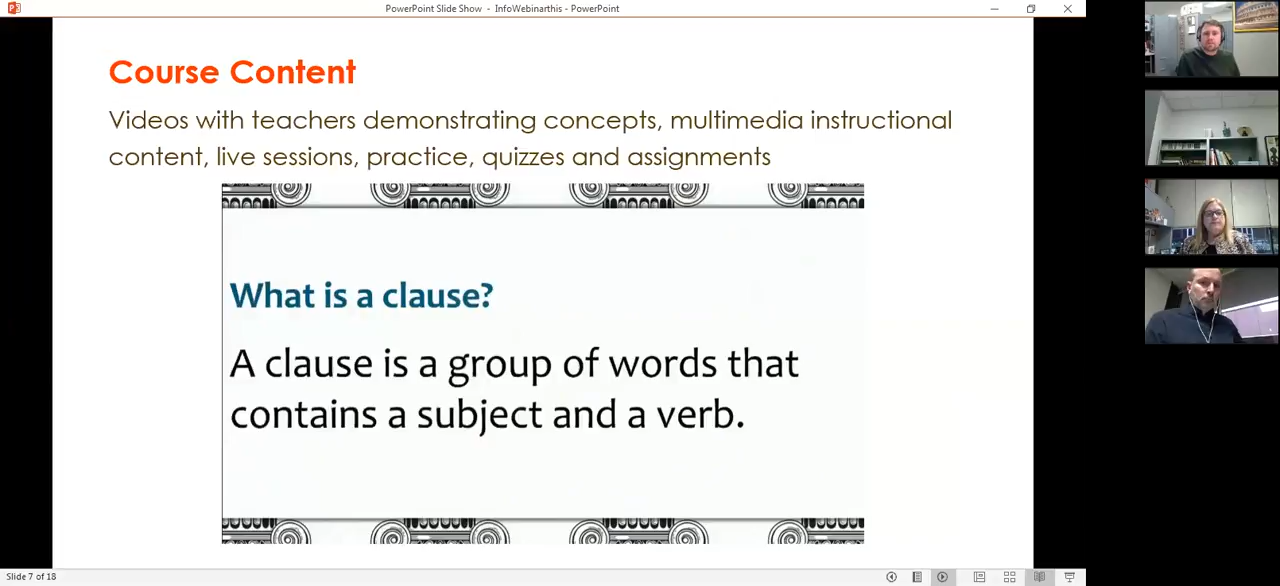 PowerPoint Slide Show - InfoWebinarthis - PowerPoint
Course Content
Videos with teachers demonstrating concepts, multimedia instructional
content, live sessions, practice, quizzes and assignments
What is a clause?
A clause is a group of words that
contains a subject and a verb.
Slide 7 of 18